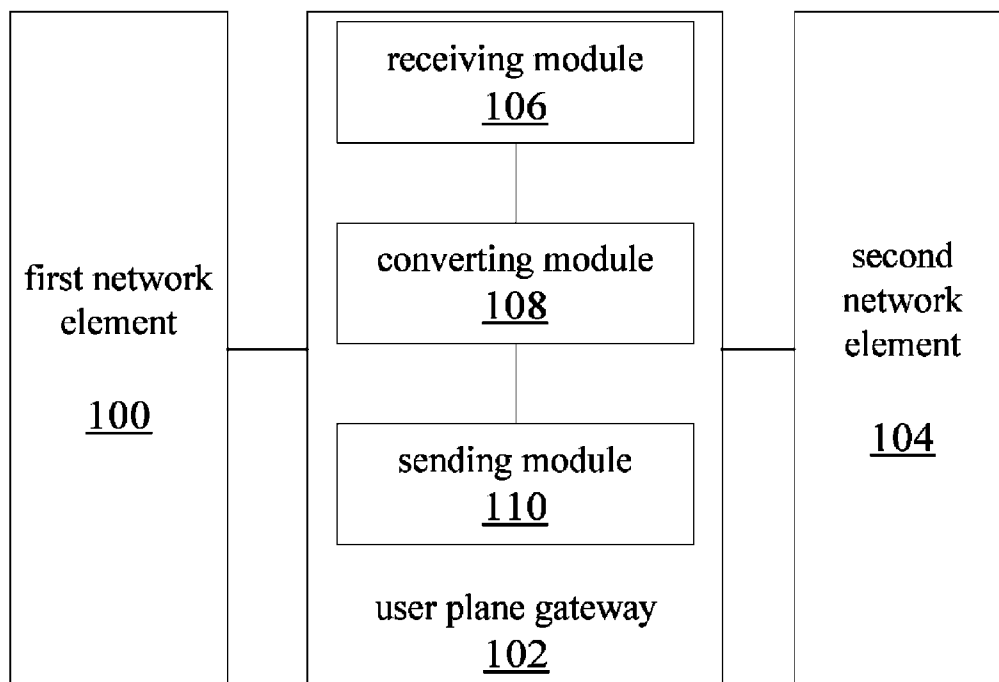 first network
element
100
receiving module
106
converting module
108
sending module
110
user plane gateway
102
second
network
element
104